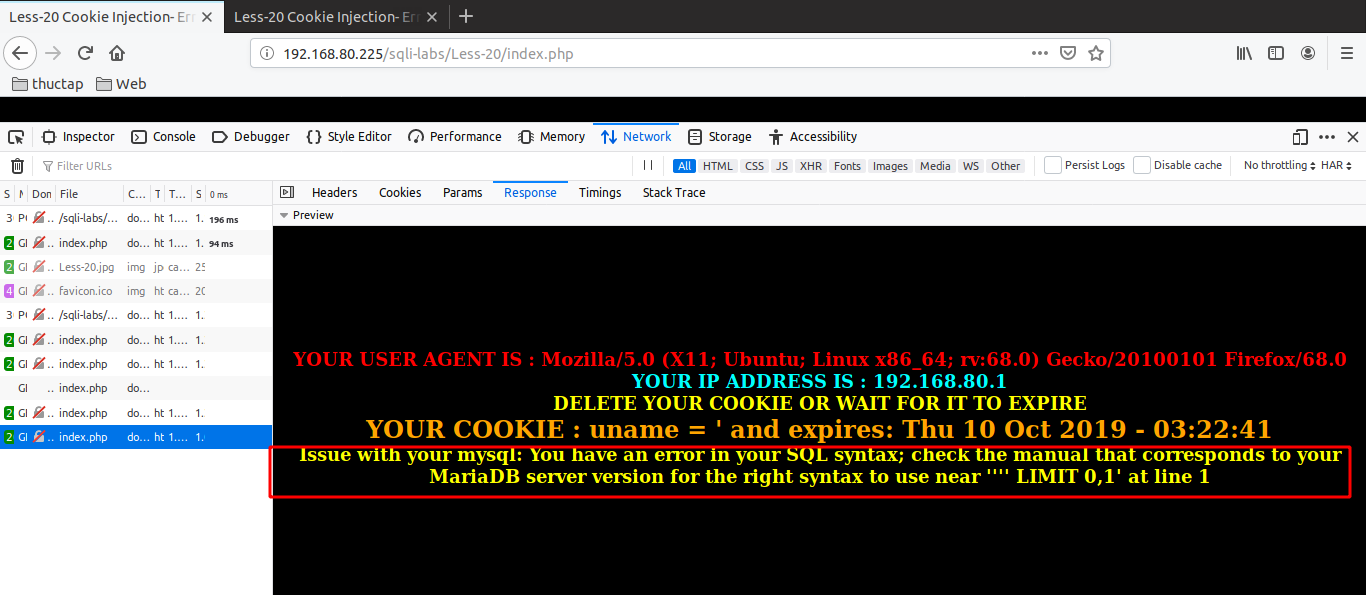 Less-20 Cookie Injection- Err
Less-20 Cookie Injection- Err
192.168.80.225/sqli-labs/Less-20/index.php
thuctap
Web
Inspector
Console
Debugger
Style Editor
Performance
Memory
Network
Storage
Accessibility
Filter URLs
All HTML CSS JS XHR Fonts Images Media WS Other
Persist Logs
Disable cache
No throttling
HAR
S Don File C... T T... S 0 ms
Headers Cookies Params Response Timings Stack Trace
Preview
3 /sqli-labs/... do... ht 1.... 1. 196 ms
2 .. index.php do... ht 1.... 1. 94 ms
2 .. Less-20.jpg img jp ca... 25
4 .. favicon.ico img ht ca... 20
3 .. /sqli-labs/... do... ht 1.... 1.
2 .. index.php do... ht 1.... 1.
2 .. index.php do... ht 1.... 1.
.. index.php do...
2 .. index.php do... ht 1.... 1.
2 .. index.php do... ht 1.... 1.
YOUR USER AGENT IS : Mozilla/5.0 (X11; Ubuntu; Linux x86_64; rv:68.0) Gecko/20100101 Firefox/68.0
YOUR IP ADDRESS IS : 192.168.80.1
DELETE YOUR COOKIE OR WAIT FOR IT TO EXPIRE
YOUR COOKIE : uname = ' and expires: Thu 10 Oct 2019 - 03:22:41
Issue with your mysql: You have an error in your SQL syntax; check the manual that corresponds to your
MariaDB server version for the right syntax to use near '''' LIMIT 0,1' at line 1